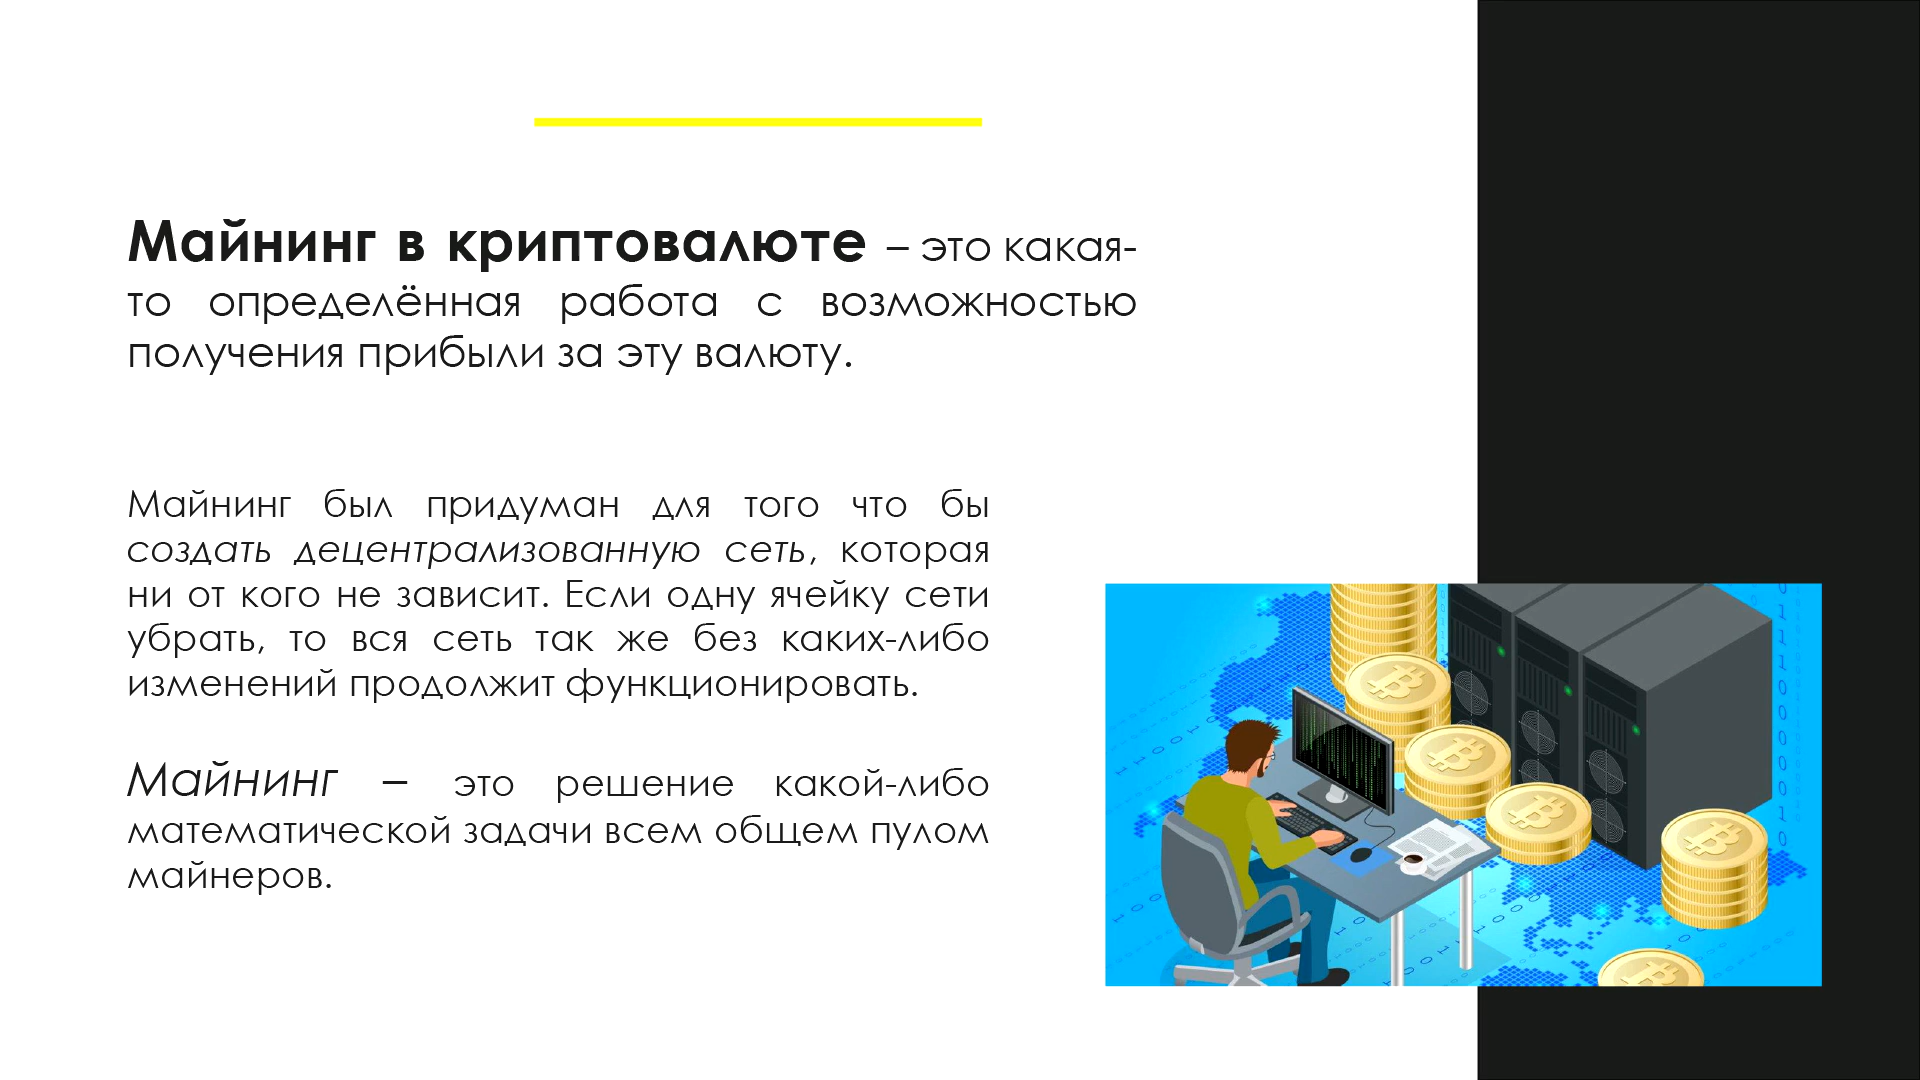 Майнинг в криптовалюте – это какая-
то определённая работа с возможностью
получения прибыли за эту валюту.
Майнинг был придуман для того что бы
создать децентрализованную сеть, которая
ни от кого не зависит. Если одну ячейку сети
убрать, то вся сеть так же без каких-либо
изменений продолжит функционировать.
Майнинг – это решение какой-либо
математической задачи всем общем пулом
майнеров.